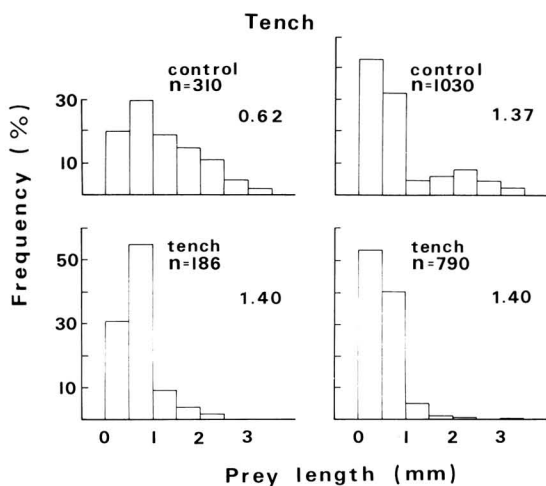 Tench
control
n=310
0.62
control
n=1030
1.37
30
10
Frequency (%)
tench
n=186
1.40
tench
n=790
1.40
50
30
10
0 1 2 3
0 1 2 3
Prey length (mm)